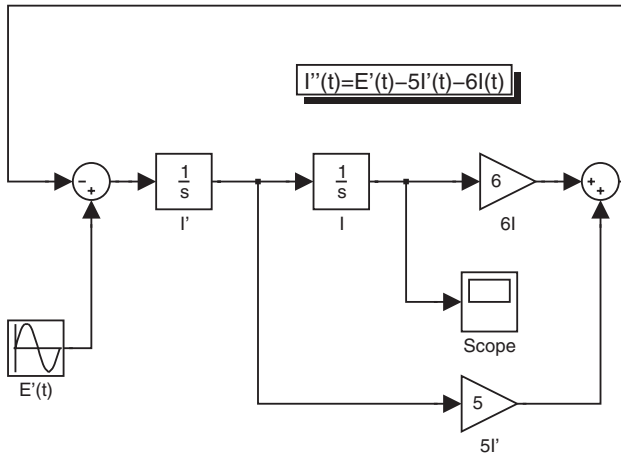 I''(t)=E'(t)−5I'(t)−6I(t)
- +
1
s
I'
1
s
I
6
6I
+ +
Scope
E'(t)
5
5I'